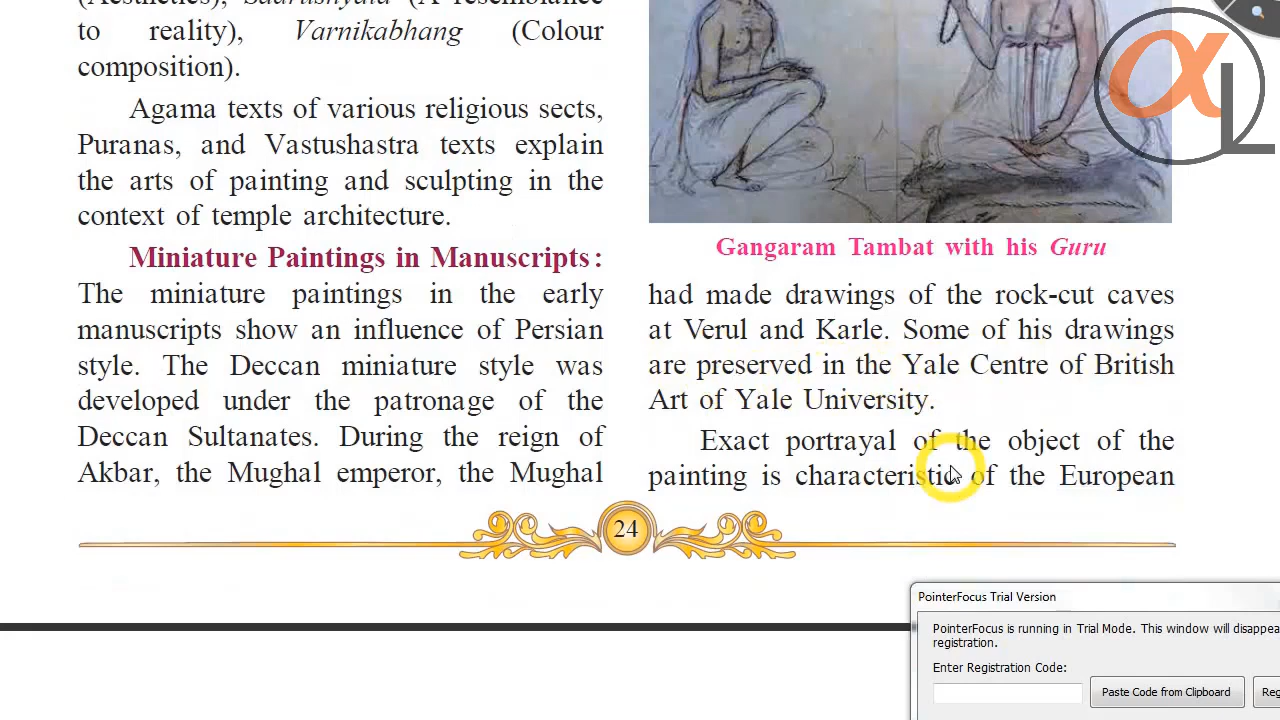 (Aesthetics), Saadrushyata (A resemblance
to reality), Varnikabhang (Colour
composition).
Agama texts of various religious sects,
Puranas, and Vastushastra texts explain
the arts of painting and sculpting in the
context of temple architecture.
Miniature Paintings in Manuscripts:
The miniature paintings in the early
manuscripts show an influence of Persian
style. The Deccan miniature style was
developed under the patronage of the
Deccan Sultanates. During the reign of
Akbar, the Mughal emperor, the Mughal
Gangaram Tambat with his Guru
had made drawings of the rock-cut caves
at Verul and Karle. Some of his drawings
are preserved in the Yale Centre of British
Art of Yale University.
Exact portrayal of the object of the
painting is characteristic of the European
24
αL
PointerFocus Trial Version
PointerFocus is running in Trial Mode. This window will disappea
registration.
Enter Registration Code:
Paste Code from Clipboard
Reg